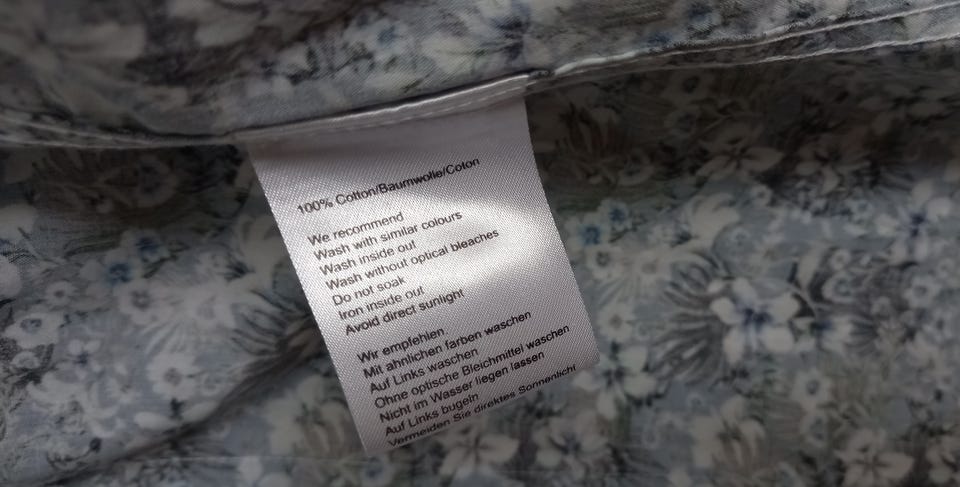 100% Cotton/Baumwolle/Coton
We recommend
Wash with similar colours
Wash inside out
Wash without optical bleaches
Do not soak
Iron inside out
Avoid direct sunlight
Wir empfehlen
Mit ahnlichen farben waschen
Auf Links waschen
Ohne optische Bleichmittel waschen
Nicht im Wasser liegen lassen
Auf Links bugeln
Vermeiden Sie direktes Sonnenlicht